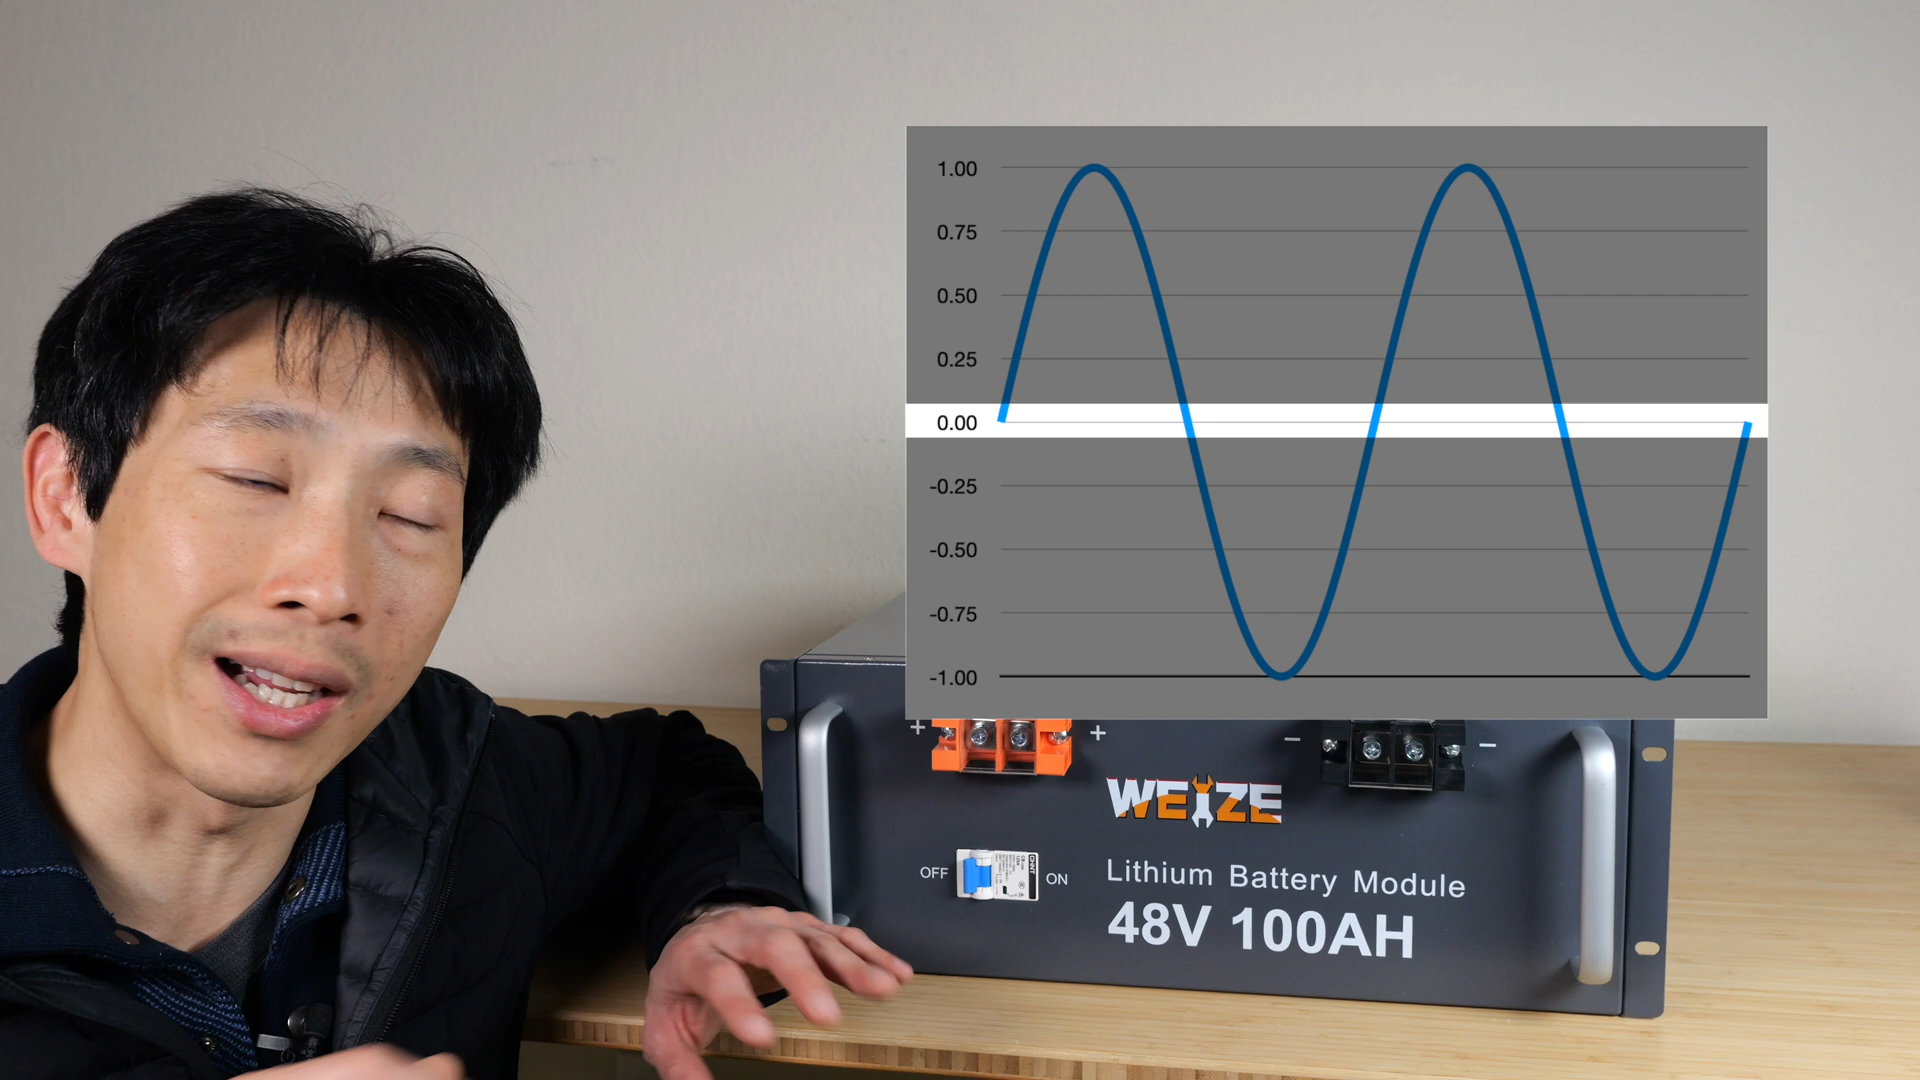 1.00
0.75
0.50
0.25
0.00
-0.25
-0.50
-0.75
-1.00
+ + − −
WEIZE
OFF ON
Lithium Battery Module
48V 100AH